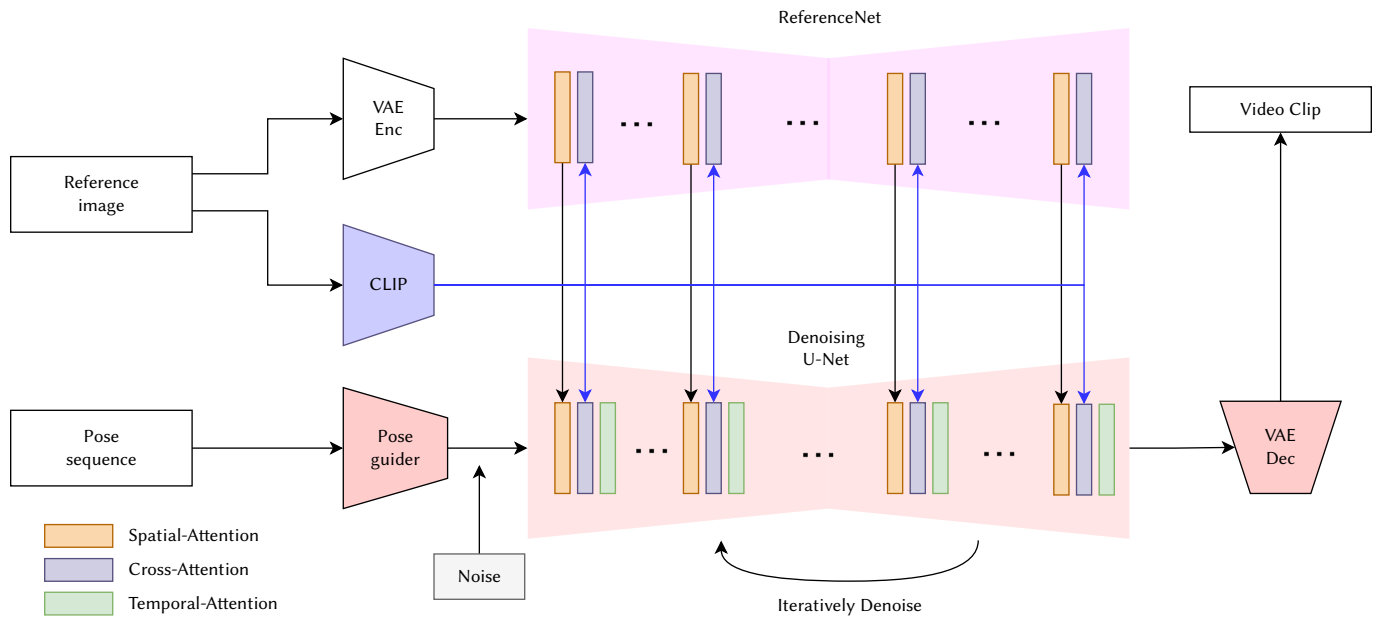 ReferenceNet
VAE
Enc
Video Clip
Reference
image
CLIP
Denoising
U-Net
Pose
sequence
Pose
guider
VAE
Dec
Spatial-Attention
Cross-Attention
Temporal-Attention
Noise
Iteratively Denoise